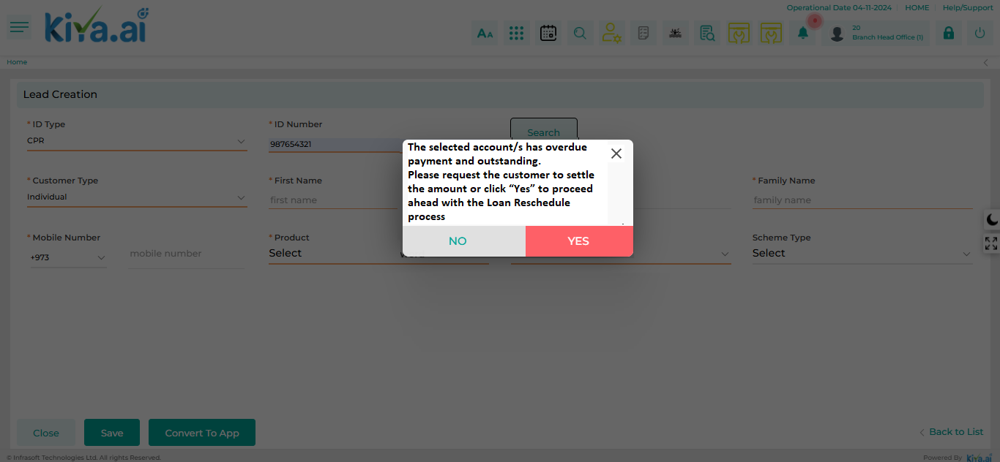 Operational Date 04-11-2024 HOME Help/Support
Kiya.ai
AA
20
Branch Head Office (1)
Home
Lead Creation
* ID Type
CPR
* ID Number
987654321
Search
The selected account/s has overdue
payment and outstanding.
Please request the customer to settle
the amount or click “Yes” to proceed
ahead with the Loan Reschedule
process
NO
YES
* Customer Type
Individual
* First Name
first name
* Family Name
family name
* Mobile Number
+973
mobile number
* Product
Select
Scheme Type
Select
Close
Save
Convert To App
Back to List
© Infrasoft Technologies Ltd. All rights Reserved.
Powered By Kiya.ai